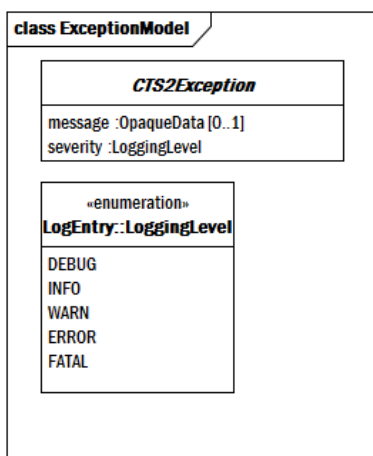 class ExceptionModel
CTS2Exception
message :OpaqueData [0..1]
severity :LoggingLevel
«enumeration»
LogEntry::LoggingLevel
DEBUG
INFO
WARN
ERROR
FATAL